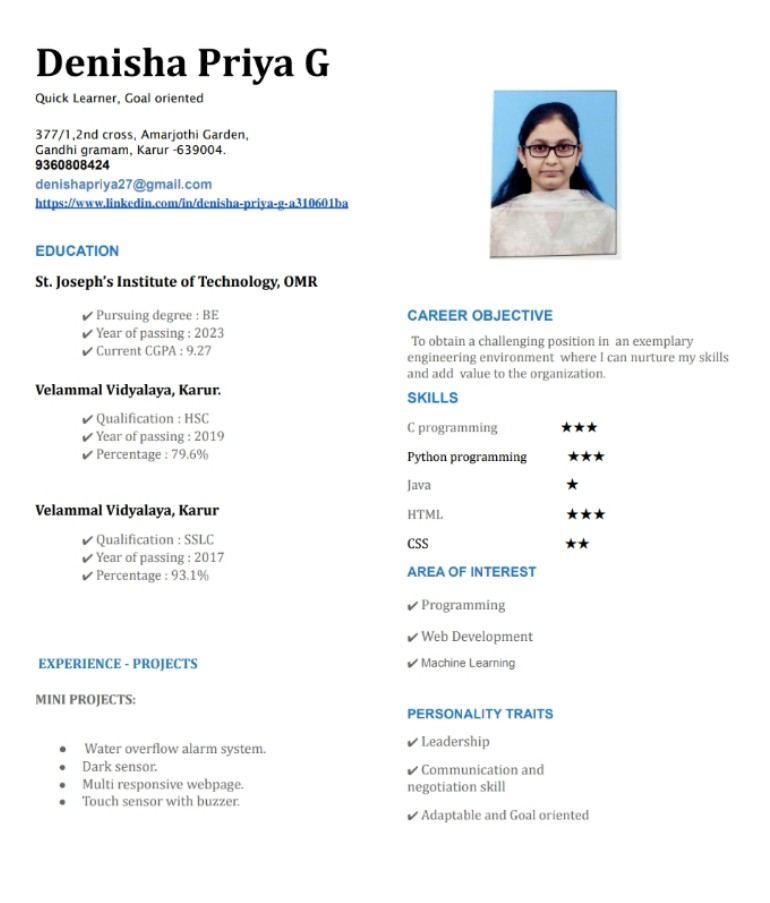 Denisha Priya G
Quick Learner, Goal oriented
377/1,2nd cross, Amarjothi Garden,
Gandhi gramam, Karur -639004.
9360808424
denishapriya27@gmail.com
https://www.linkedin.com/in/denisha-priya-g-a310601ba
EDUCATION
St. Joseph's Institute of Technology, OMR
✔ Pursuing degree : BE
✔ Year of passing : 2023
✔ Current CGPA : 9.27
Velammal Vidyalaya, Karur.
✔ Qualification : HSC
✔ Year of passing : 2019
✔ Percentage : 79.6%
Velammal Vidyalaya, Karur
✔ Qualification : SSLC
✔ Year of passing : 2017
✔ Percentage : 93.1%
EXPERIENCE - PROJECTS
MINI PROJECTS:
● Water overflow alarm system.
● Dark sensor.
● Multi responsive webpage.
● Touch sensor with buzzer.
CAREER OBJECTIVE
To obtain a challenging position in an exemplary
engineering environment where I can nurture my skills
and add value to the organization.
SKILLS
C programming ★★★
Python programming ★★★
Java ★
HTML ★★★
CSS ★★
AREA OF INTEREST
✔ Programming
✔ Web Development
✔ Machine Learning
PERSONALITY TRAITS
✔ Leadership
✔ Communication and
negotiation skill
✔ Adaptable and Goal oriented